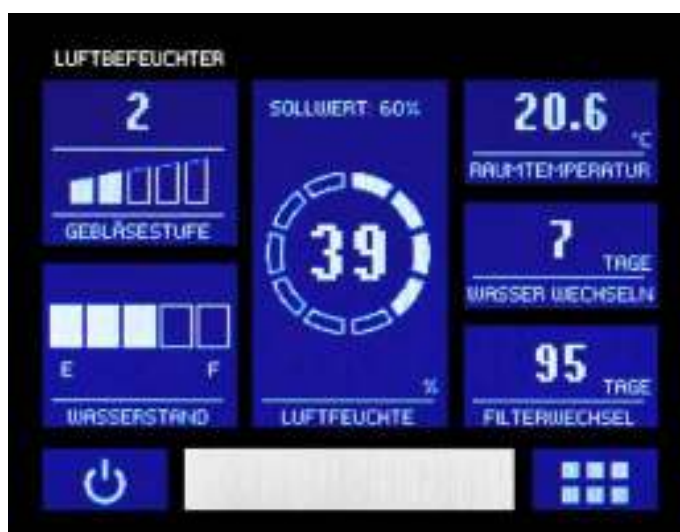 LUFTBEFEUCHTER
2
GEBLÄSESTUFE
E F
WASSERSTAND
SOLLWERT 60%
39
%
LUFTFEUCHTE
20.6 °C
RAUMTEMPERATUR
7 TAGE
WASSER WECHSELN
95 TAGE
FILTERWECHSEL